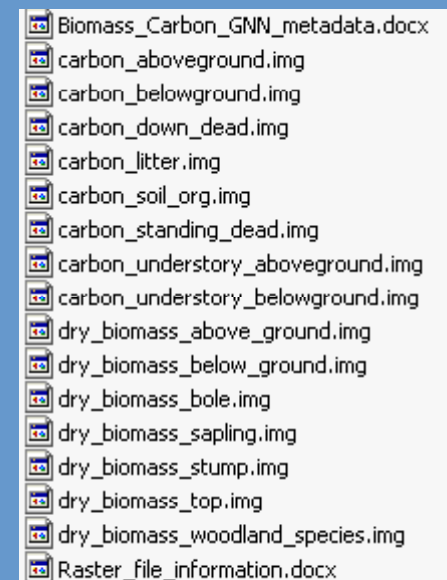 Biomass_Carbon_GNN_metadata.docx
carbon_aboveground.img
carbon_belowground.img
carbon_down_dead.img
carbon_litter.img
carbon_soil_org.img
carbon_standing_dead.img
carbon_understory_aboveground.img
carbon_understory_belowground.img
dry_biomass_above_ground.img
dry_biomass_below_ground.img
dry_biomass_bole.img
dry_biomass_sapling.img
dry_biomass_stump.img
dry_biomass_top.img
dry_biomass_woodland_species.img
Raster_file_information.docx